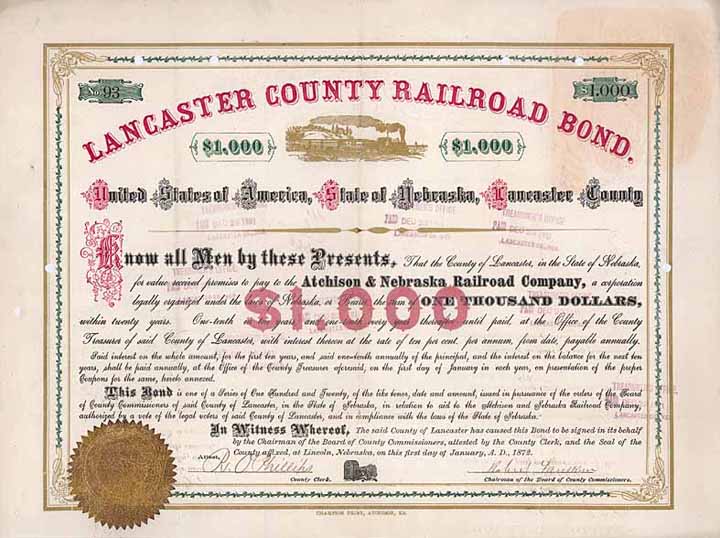 No. 93
$1,000
LANCASTER COUNTY RAILROAD BOND.
$1,000
$1,000
United States of America, State of Nebraska, Lancaster County
TREASURER'S OFFICE
PAID DEC 29
LANCASTER CO. NEB.
Know all Men by these Presents, That the County of Lancaster, in the State of Nebraska,
for value received promises to pay to the Atchison & Nebraska Railroad Company, a corporation
legally organized under the laws of Nebraska, or Bearer, the sum of ONE THOUSAND DOLLARS,
$1,000
within twenty years. One-tenth in ten years, and one-tenth every year thereafter until paid, at the Office of the County
Treasurer of said County of Lancaster, with interest thereon at the rate of ten per cent. per annum, from date, payable annually.
Said interest on the whole amount, for the first ten years, and said one-tenth annually of the principal, and the interest on the balance for the next ten
years, shall be paid annually, at the Office of the County Treasurer aforesaid, on the first day of January in each year, on presentation of the proper
Coupons for the same, hereto annexed.
This Bond is one of a Series of One Hundred and Twenty, of the like tenor, date and amount, issued in pursuance of the orders of the Board
of County Commissioners of said County of Lancaster, in the State of Nebraska, in relation to aid to the Atchison and Nebraska Railroad Company,
authorized by a vote of the legal voters of said County of Lancaster, and in compliance with the laws of the State of Nebraska.
In Witness Whereof, The said County of Lancaster has caused this Bond to be signed in its behalf
by the Chairman of the Board of County Commissioners, attested by the County Clerk, and the Seal of the
County affixed, at Lincoln, Nebraska, on this first day of January, A. D., 1872.
Attest,
R. O. Phillips
Robert Faulkner
County Clerk.
Chairman of the Board of County Commissioners.
CHAMPION PRINT, ATCHISON, KS.